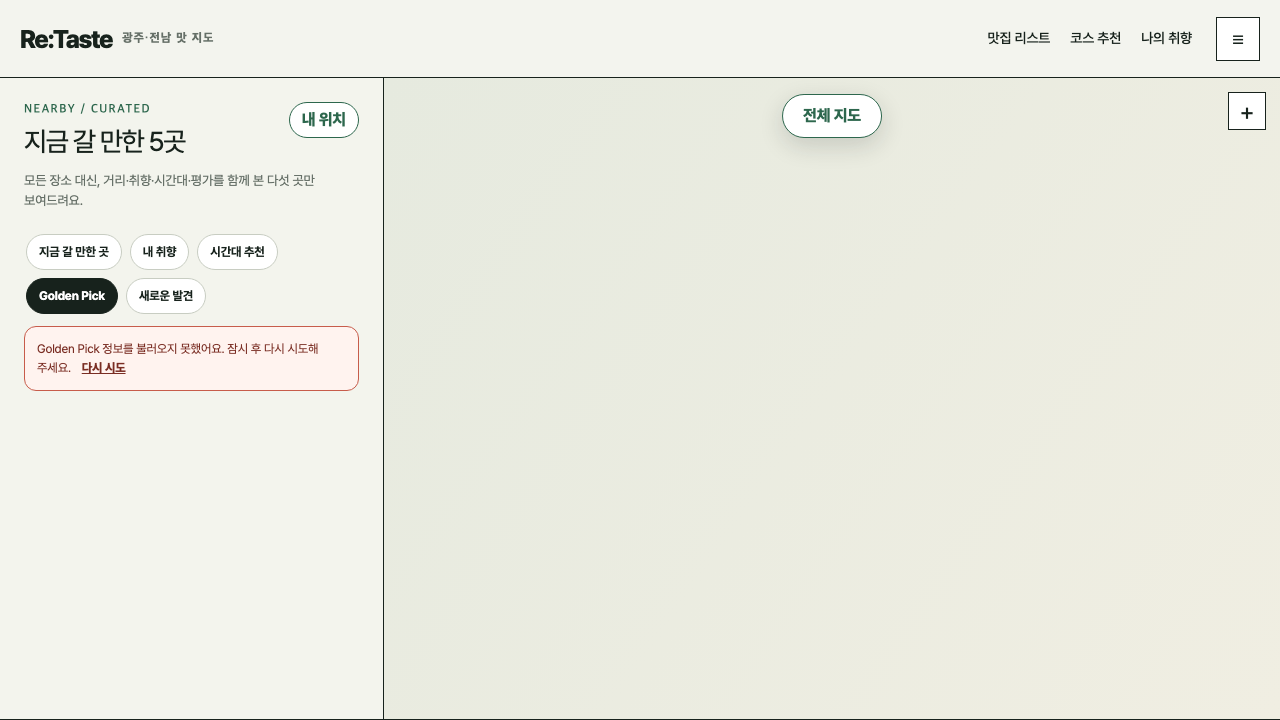 Re:Taste 광주·전남 맛 지도
맛집 리스트 코스 추천 나의 취향 ≡
NEARBY / CURATED
지금 갈 만한 5곳
내 위치
모든 장소 대신, 거리·취향·시간대·평가를 함께 본 다섯 곳만
보여드려요.
지금 갈 만한 곳 내 취향 시간대 추천
Golden Pick 새로운 발견
Golden Pick 정보를 불러오지 못했어요. 잠시 후 다시 시도해
주세요. 다시 시도
전체 지도
+